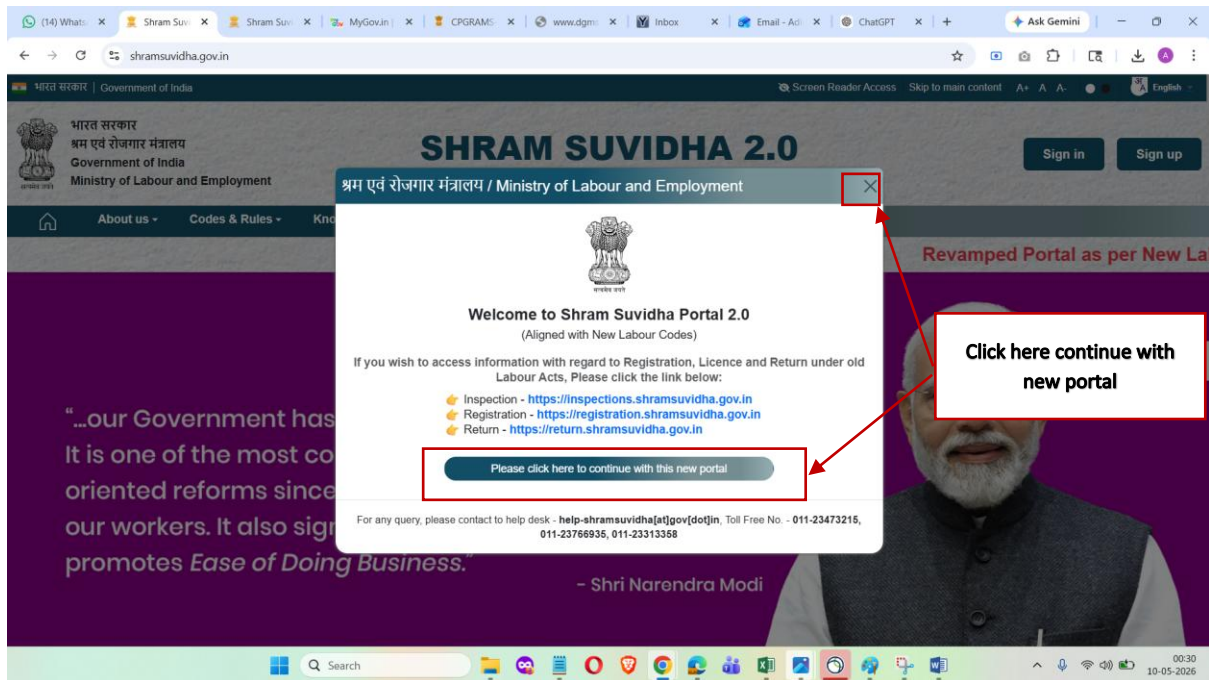 (14) Whats
Shram Suvi
Shram Suvi
MyGov.in |
CPGRAMS
www.dgms
Inbox
Email - Adi
ChatGPT
Ask Gemini
shramsuvidha.gov.in
भारत सरकार | Government of India
Screen Reader Access Skip to main content A+ A A- English
भारत सरकार
श्रम एवं रोजगार मंत्रालय
Government of India
Ministry of Labour and Employment
SHRAM SUVIDHA 2.0
Sign in Sign up
About us Codes & Rules Kno
Revamped Portal as per New La
श्रम एवं रोजगार मंत्रालय / Ministry of Labour and Employment
सत्यमेव जयते
Welcome to Shram Suvidha Portal 2.0
(Aligned with New Labour Codes)
If you wish to access information with regard to Registration, Licence and Return under old
Labour Acts, Please click the link below:
👉 Inspection - https://inspections.shramsuvidha.gov.in
👉 Registration - https://registration.shramsuvidha.gov.in
👉 Return - https://return.shramsuvidha.gov.in
Please click here to continue with this new portal
For any query, please contact to help desk - help-shramsuvidha[at]gov[dot]in, Toll Free No. - 011-23473215,
011-23766935, 011-23313358
Click here continue with
new portal
“...our Government has
It is one of the most co
oriented reforms since
our workers. It also sigr
promotes Ease of Doing Business.”
- Shri Narendra Modi
Search
00:30
10-05-2026